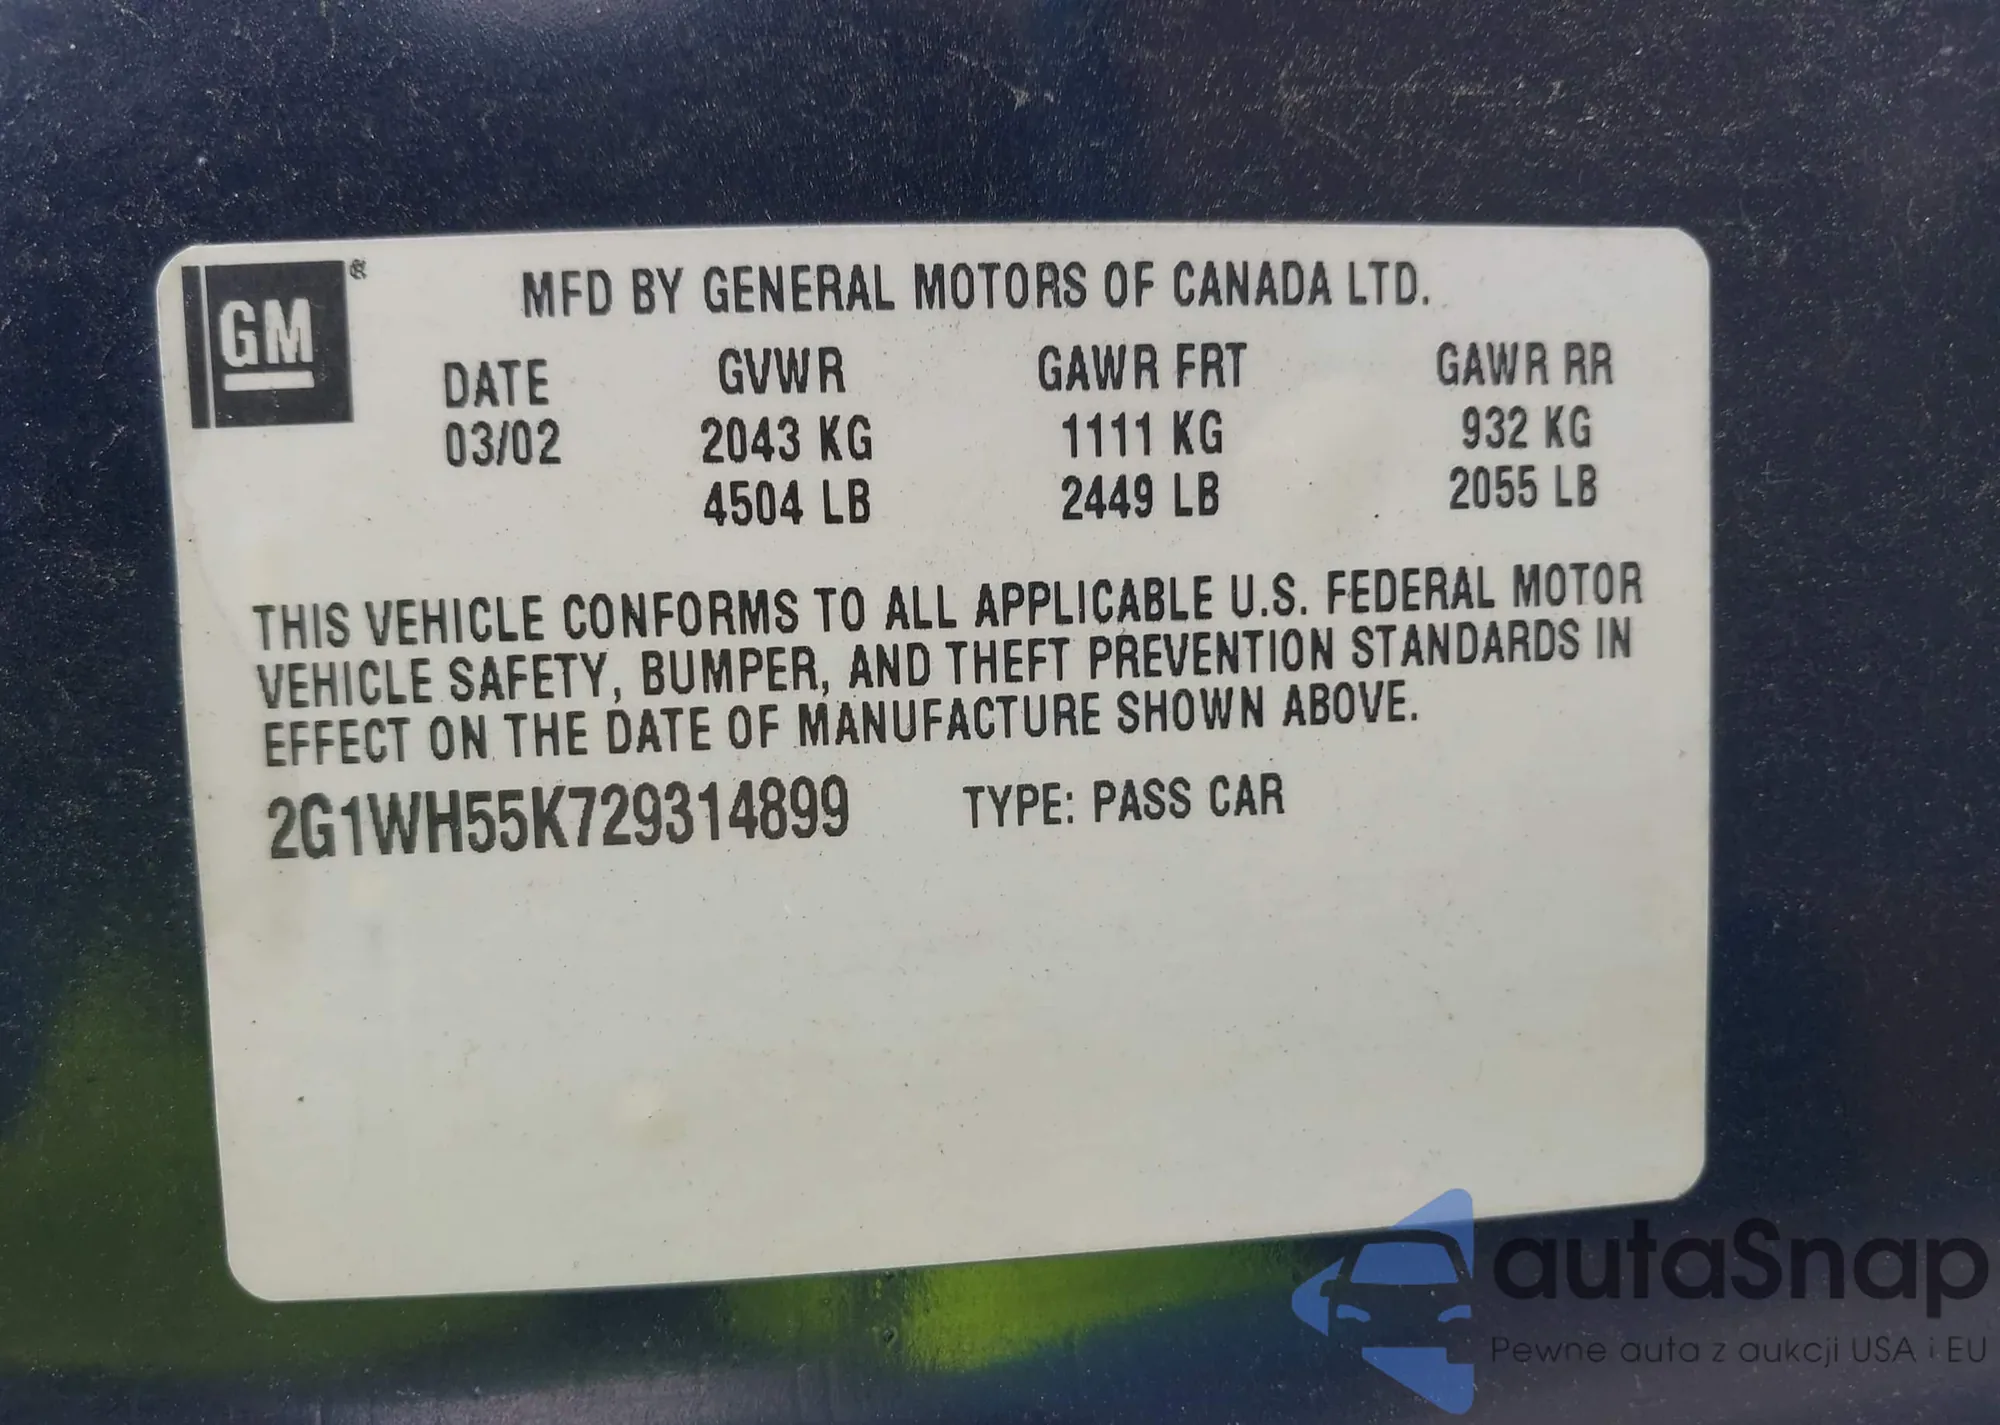 GM ®
MFD BY GENERAL MOTORS OF CANADA LTD.
DATE GVWR GAWR FRT GAWR RR
03/02 2043 KG 1111 KG 932 KG
4504 LB 2449 LB 2055 LB
THIS VEHICLE CONFORMS TO ALL APPLICABLE U.S. FEDERAL MOTOR
VEHICLE SAFETY, BUMPER, AND THEFT PREVENTION STANDARDS IN
EFFECT ON THE DATE OF MANUFACTURE SHOWN ABOVE.
2G1WH55K729314899 TYPE: PASS CAR
autaSnap
Pewne auta z aukcji USA i EU